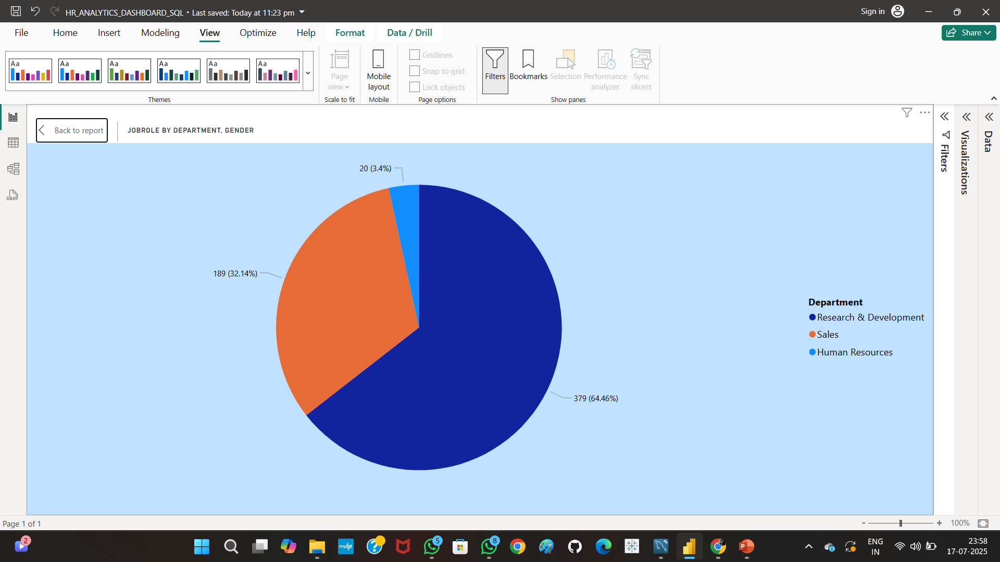 HR_ANALYTICS_DASHBOARD_SQL • Last saved: Today at 11:23 pm
Sign in
File Home Insert Modeling View Optimize Help Format Data / Drill
Share
Aa Aa Aa Aa Aa Aa
Themes
Page view
Scale to fit
Mobile layout
Mobile
Gridlines
Snap to grid
Lock objects
Page options
Filters
Bookmarks
Selection
Performance analyzer
Sync slicers
Show panes
DAX
Back to report
JOBROLE BY DEPARTMENT, GENDER
20 (3.4%)
189 (32.14%)
379 (64.46%)
Department
Research & Development
Sales
Human Resources
Filters
Visualizations
Data
Page 1 of 1
- + 100%
2
myhp
5
8
P
ENG
IN
23:58
17-07-2025